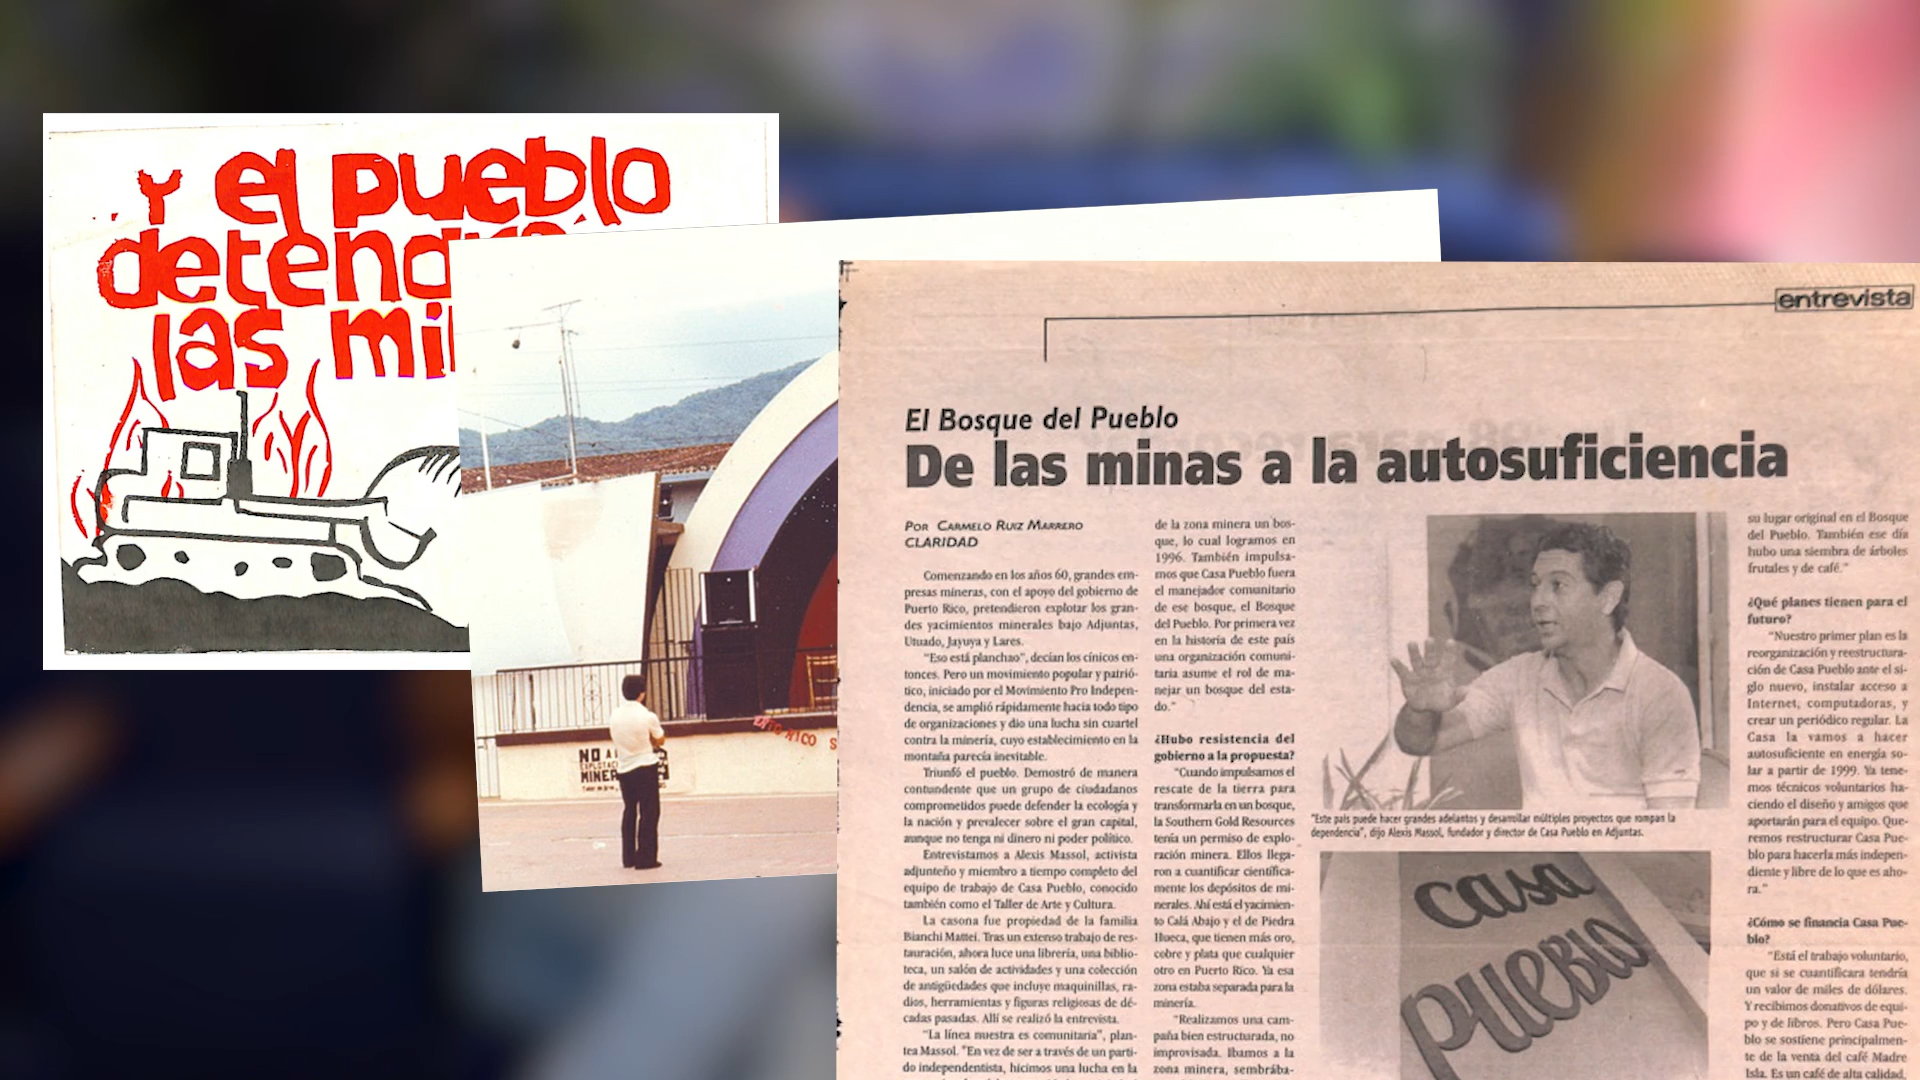 y el pueblo
detendrá
las mi
NO A
MINER
entrevista
El Bosque del Pueblo
De las minas a la autosuficiencia
POR CARMELO RUIZ MARRERO
CLARIDAD
Comenzando en los años 60, grandes em-
presas mineras, con el apoyo del gobierno de
Puerto Rico, pretendieron explotar los gran-
des yacimientos minerales bajo Adjuntas,
Utuado, Jayuya y Lares.
"Eso está planchao", decían los cínicos en-
tonces. Pero un movimiento popular y patrió-
tico, iniciado por el Movimiento Pro Indepen-
dencia, se amplió rápidamente hacia todo tipo
de organizaciones y dio una lucha sin cuartel
contra la minería, cuyo establecimiento en la
montaña parecía inevitable.
Triunfó el pueblo. Demostró de manera
contundente que un grupo de ciudadanos
comprometidos puede defender la ecología y
la nación y prevalecer sobre el gran capital,
aunque no tenga ni dinero ni poder político.
Entrevistamos a Alexis Massol, activista
adjunteño y miembro a tiempo completo del
equipo de trabajo de Casa Pueblo, conocido
también como el Taller de Arte y Cultura.
La casona fue propiedad de la familia
Bianchi Mattei. Tras un extenso trabajo de res-
tauración, ahora luce una librería, una biblio-
teca, un salón de actividades y una colección
de antigüedades que incluye maquinillas, ra-
dios, herramientas y figuras religiosas de dé-
cadas pasadas. Allí se realizó la entrevista.
"La línea nuestra es comunitaria", plan-
tea Massol. "En vez de ser a través de un parti-
do independentista, hicimos una lucha en la
de la zona minera un bos-
que, lo cual logramos en
1996. También impulsa-
mos que Casa Pueblo fuera
el manejador comunitario
de ese bosque, el Bosque
del Pueblo. Por primera vez
en la historia de este país
una organización comuni-
taria asume el rol de ma-
nejar un bosque del esta-
do."
¿Hubo resistencia del
gobierno a la propuesta?
"Cuando impulsamos el
rescate de la tierra para
transformarla en un bosque,
la Southern Gold Resources
tenía un permiso de explo-
ración minera. Ellos llega-
ron a cuantificar científica-
mente los depósitos de mi-
nerales. Ahí está el yacimien-
to Calá Abajo y el de Piedra
Hueca, que tienen más oro,
cobre y plata que cualquier
otro en Puerto Rico. Ya esa
zona estaba separada para la
minería.
"Realizamos una cam-
paña bien estructurada, no
improvisada. Ibamos a la
zona minera, sembrába-
"Este país puede hacer grandes adelantos y desarrollar múltiples proyectos que rompan la
dependencia", dijo Alexis Massol, fundador y director de Casa Pueblo en Adjuntas.
casa
pueblo
su lugar original en el Bosque
del Pueblo. También ese día
hubo una siembra de árboles
frutales y de café."
¿Qué planes tienen para el
futuro?
"Nuestro primer plan es la
reorganización y reestructura-
ción de Casa Pueblo ante el si-
glo nuevo, instalar acceso a
Internet, computadoras, y
crear un periódico regular. La
Casa la vamos a hacer
autosuficiente en energía so-
lar a partir de 1999. Ya tene-
mos técnicos voluntarios ha-
ciendo el diseño y amigos que
aportarán para el equipo. Que-
remos restructurar Casa Pue-
blo para hacerla más indepen-
diente y libre de lo que es aho-
ra."
¿Cómo se financia Casa Pue-
blo?
"Está el trabajo voluntario,
que si se cuantificara tendría
un valor de miles de dólares.
Y recibimos donativos de equi-
po y de libros. Pero Casa Pue-
blo se sostiene principalmen-
te de la venta del café Madre
Isla. Es un café de alta calidad,